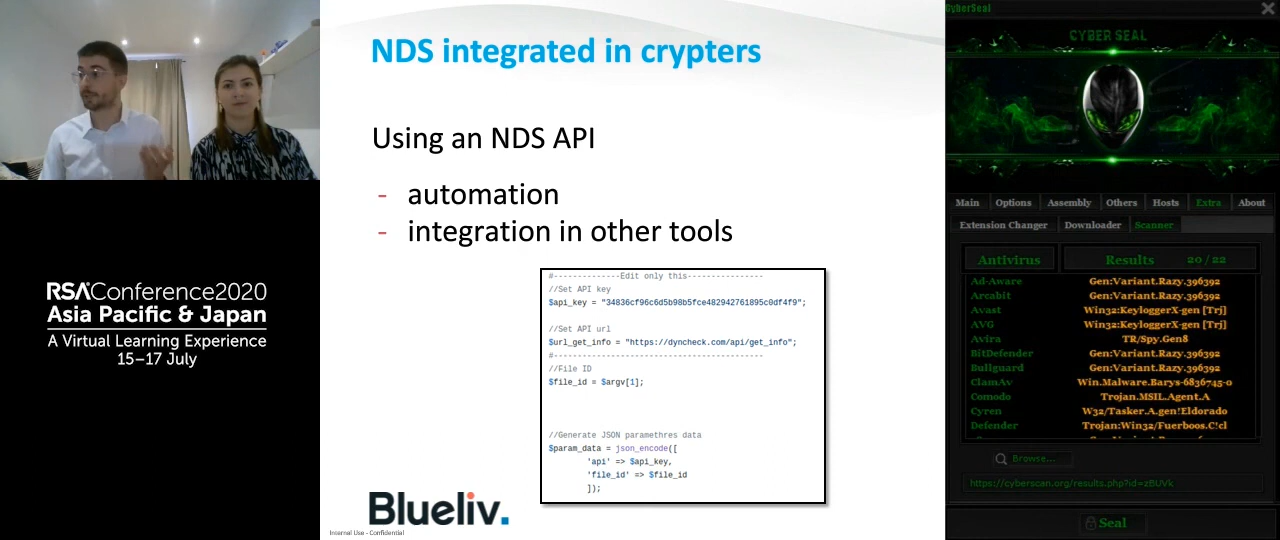 NDS integrated in crypters
Using an NDS API
- automation
- integration in other tools
#--------------Edit only this----------------
//Set API key
$api_key = "34836cf96c6d5b98b5fce482942761895c0df4f9";
//Set API url
$url_get_info = "https://dyncheck.com/api/get_info";
#-------------------------------------------
//File ID
$file_id = $argv[1];
//Generate JSON paramethres data
$param_data = json_encode([
'api' => $api_key,
'file_id' => $file_id
]);
Blueliv.
Internal Use - Confidential
RSAConference2020
Asia Pacific & Japan
A Virtual Learning Experience
15–17 July
CyberSeal
CYBER SEAL
Main Options Assembly Others Hosts Extra About
Extension Changer Downloader Scanner
Antivirus Results 20 / 22
Ad-Aware Gen:Variant.Razy.396392
Arcabit Gen:Variant.Razy.396392
Avast Win32:KeyloggerX-gen [Trj]
AVG Win32:KeyloggerX-gen [Trj]
Avira TR/Spy.Gen8
BitDefender Gen:Variant.Razy.396392
Bullguard Gen:Variant.Razy.396392
ClamAv Win.Malware.Barys-6836745-0
Comodo Trojan.MSIL.Agent.A
Cyren W32/Tasker.A.gen!Eldorado
Defender Trojan:Win32/Fuerboos.C!cl
Browse...
https://cyberscan.org/results.php?id=zBUVk
Seal